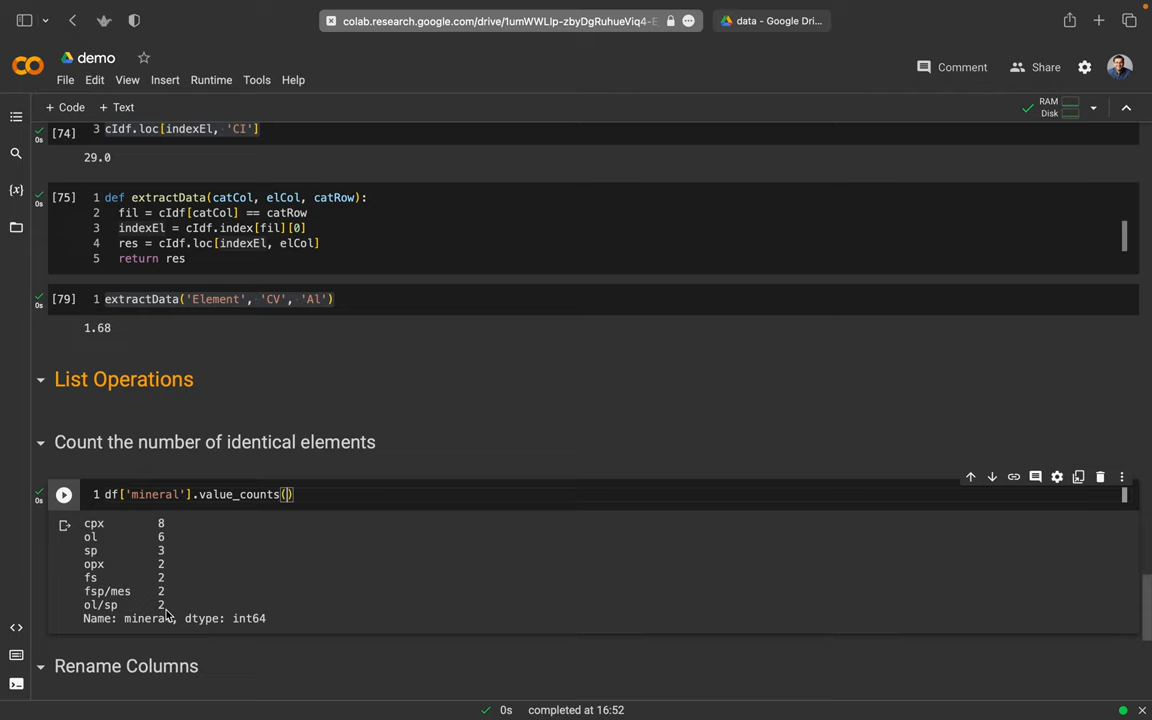 colab.research.google.com/drive/1umWWLlp-zbyDgRuhueViq4-E
data - Google Dri...
demo
File Edit View Insert Runtime Tools Help
Comment
Share
+ Code + Text
RAM
Disk
[74] 3 cIdf.loc[indexEl, 'CI']
0s
29.0
[75] 1 def extractData(catCol, elCol, catRow):
0s
2 fil = cIdf[catCol] == catRow
3 indexEl = cIdf.index[fil][0]
4 res = cIdf.loc[indexEl, elCol]
5 return res
[79] 1 extractData('Element', 'CV', 'Al')
0s
1.68
List Operations
Count the number of identical elements
1 df['mineral'].value_counts()
0s
cpx 8
ol 6
sp 3
opx 2
fs 2
fsp/mes 2
ol/sp 2
Name: mineral, dtype: int64
Rename Columns
0s completed at 16:52